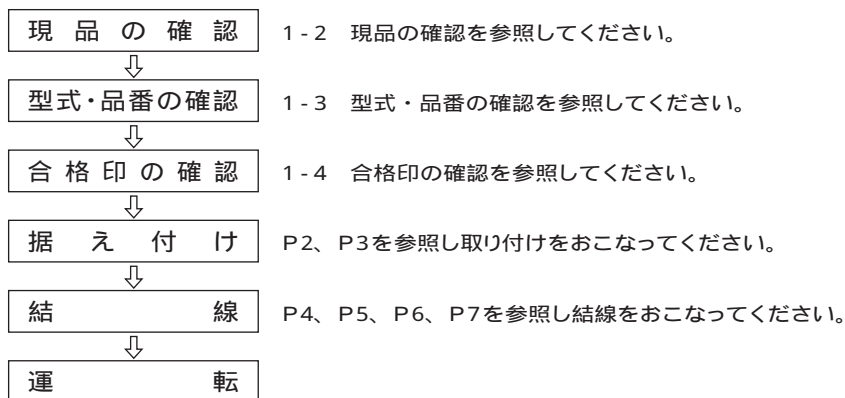 現品の確認 1-2 現品の確認を参照してください。
型式・品番の確認 1-3 型式・品番の確認を参照してください。
合格印の確認 1-4 合格印の確認を参照してください。
据え付け P2、P3を参照し取り付けをおこなってください。
結線 P4、P5、P6、P7を参照し結線をおこなってください。
運転